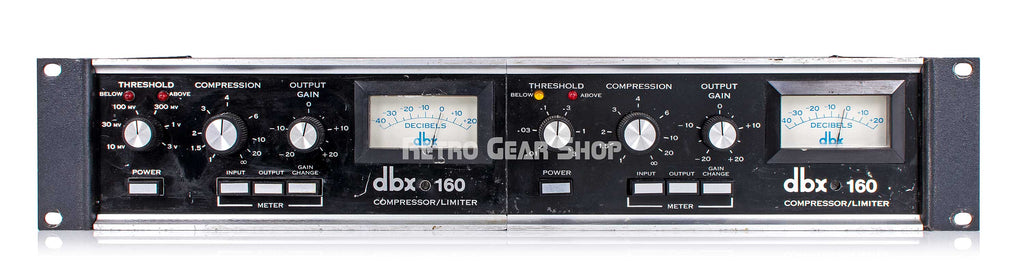 THRESHOLD COMPRESSION OUTPUT GAIN
BELOW ABOVE
100 MV 300 MV
30 MV 1 V
10 MV 3 V
1.5 2 3 4 6 10 20 ∞
-20 -10 0 +10 +20
40 -30 -20 -10 0 +10 +20
DECIBELS
dbx
POWER
INPUT OUTPUT GAIN CHANGE
METER
dbx 160
COMPRESSOR/LIMITER
THRESHOLD COMPRESSION OUTPUT GAIN
BELOW ABOVE
.01 .03 .1 .3 1
1.5 2 3 4 6 10 20 ∞
-20 -10 0 +10 +20
-40 -30 -20 -10 0 +10 +20
DECIBELS
dbx
POWER
INPUT OUTPUT GAIN CHANGE
METER
dbx 160
COMPRESSOR/LIMITER
Retro Gear Shop